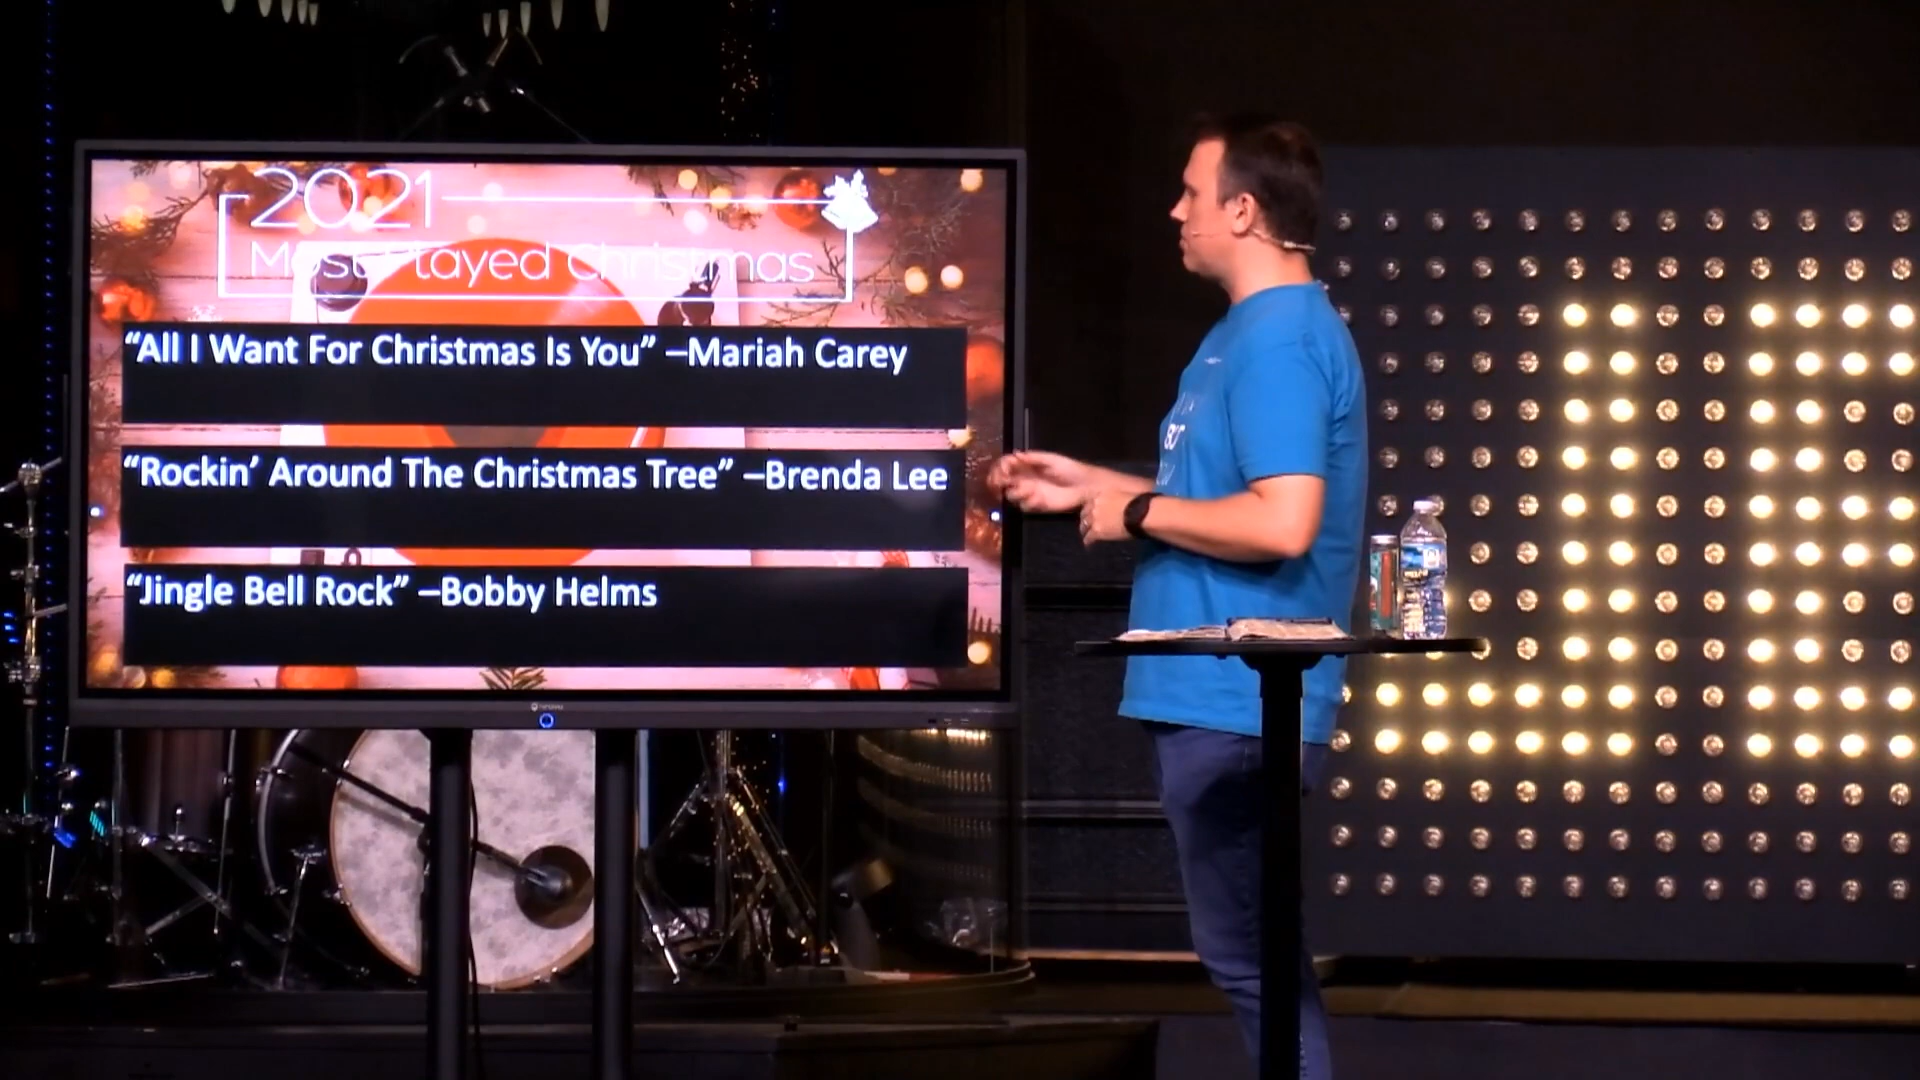 2021
Most Played Christmas
“All I Want For Christmas Is You” –Mariah Carey
“Rockin’ Around The Christmas Tree” –Brenda Lee
“Jingle Bell Rock” –Bobby Helms